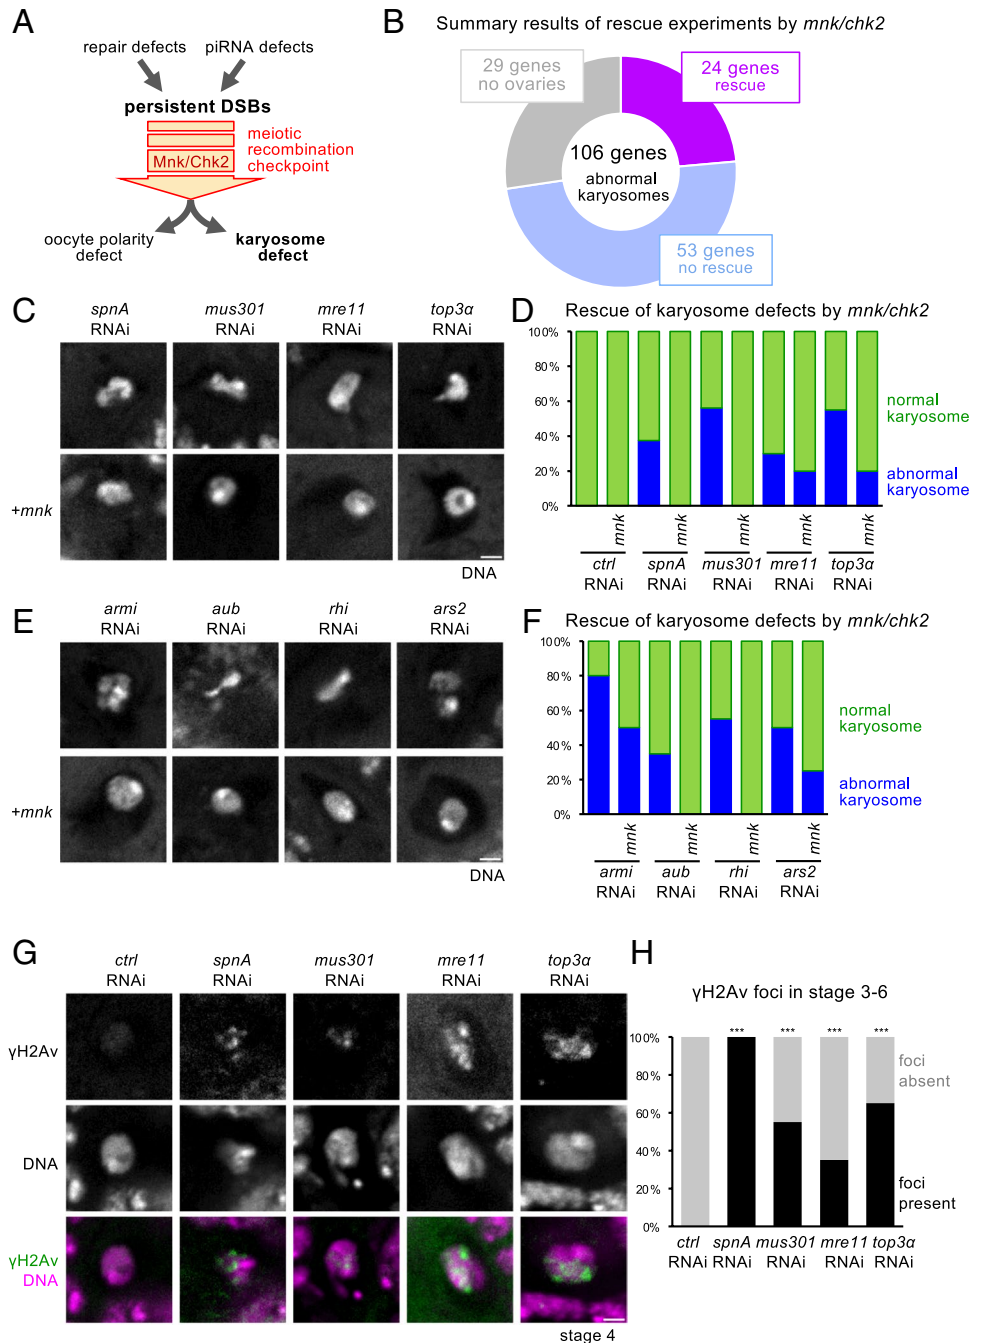 A
repair defects piRNA defects
persistent DSBs
Mnk/Chk2
meiotic
recombination
checkpoint
oocyte polarity
defect
karyosome
defect
B
Summary results of rescue experiments by mnk/chk2
29 genes
no ovaries
24 genes
rescue
106 genes
abnormal
karyosomes
53 genes
no rescue
C
spnA
RNAi
mus301
RNAi
mre11
RNAi
top3α
RNAi
+mnk
DNA
D
Rescue of karyosome defects by mnk/chk2
100%
80%
60%
40%
20%
0%
normal
karyosome
abnormal
karyosome
mnk mnk mnk mnk mnk
ctrl
RNAi
spnA
RNAi
mus301
RNAi
mre11
RNAi
top3α
RNAi
E
armi
RNAi
aub
RNAi
rhi
RNAi
ars2
RNAi
+mnk
DNA
F
Rescue of karyosome defects by mnk/chk2
100%
80%
60%
40%
20%
0%
normal
karyosome
abnormal
karyosome
mnk mnk mnk mnk
armi
RNAi
aub
RNAi
rhi
RNAi
ars2
RNAi
G
ctrl
RNAi
spnA
RNAi
mus301
RNAi
mre11
RNAi
top3α
RNAi
γH2Av
DNA
γH2Av
DNA
stage 4
H
γH2Av foci in stage 3-6
*** *** *** ***
100%
80%
60%
40%
20%
0%
foci
absent
foci
present
ctrl
RNAi
spnA
RNAi
mus301
RNAi
mre11
RNAi
top3α
RNAi